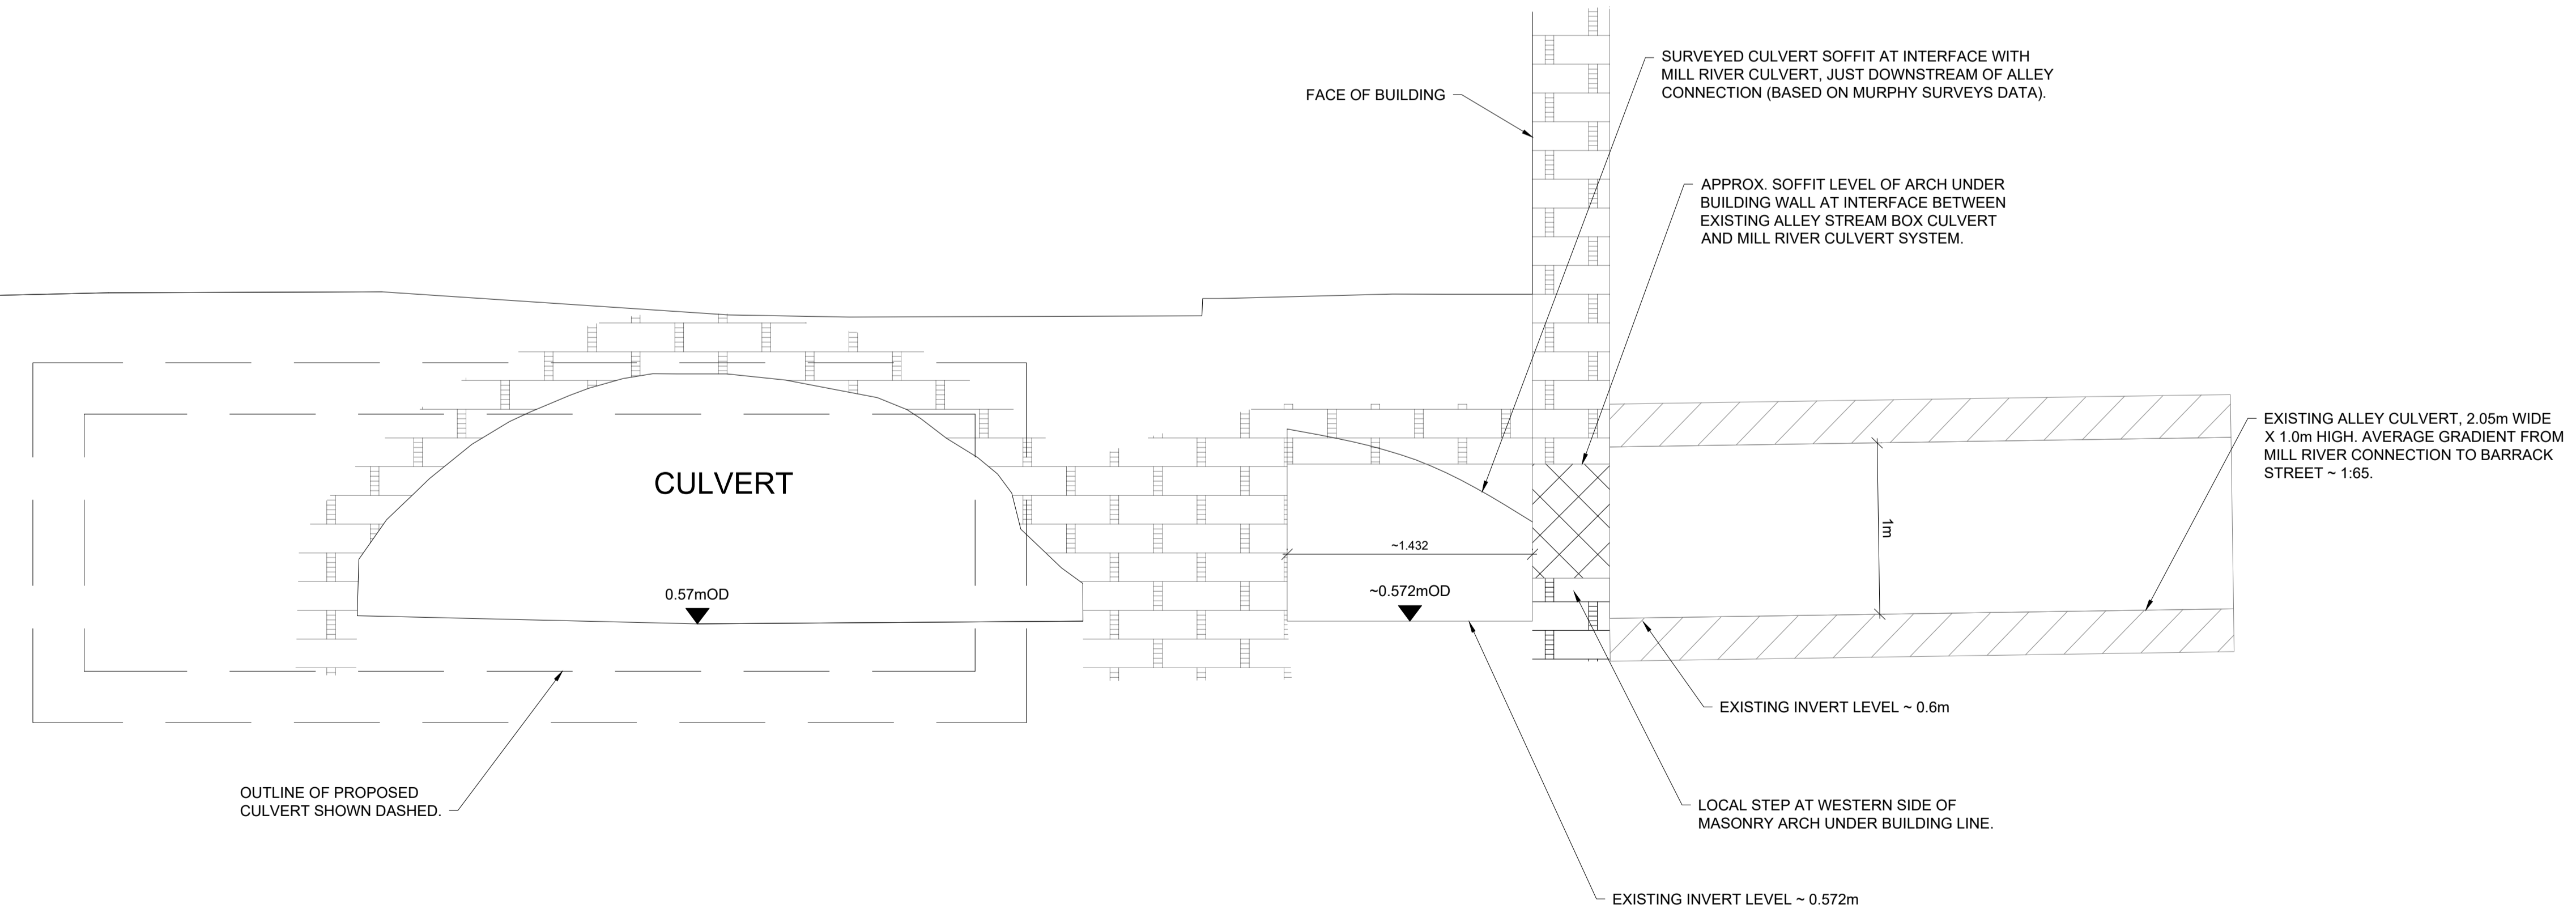 SURVEYED CULVERT SOFFIT AT INTERFACE WITH
MILL RIVER CULVERT, JUST DOWNSTREAM OF ALLEY
CONNECTION (BASED ON MURPHY SURVEYS DATA).
FACE OF BUILDING
APPROX. SOFFIT LEVEL OF ARCH UNDER
BUILDING WALL AT INTERFACE BETWEEN
EXISTING ALLEY STREAM BOX CULVERT
AND MILL RIVER CULVERT SYSTEM.
EXISTING ALLEY CULVERT, 2.05m WIDE
X 1.0m HIGH. AVERAGE GRADIENT FROM
MILL RIVER CONNECTION TO BARRACK
STREET ~ 1:65.
CULVERT
1m
~1.432
0.57mOD
~0.572mOD
EXISTING INVERT LEVEL ~ 0.6m
OUTLINE OF PROPOSED
CULVERT SHOWN DASHED.
LOCAL STEP AT WESTERN SIDE OF
MASONRY ARCH UNDER BUILDING LINE.
EXISTING INVERT LEVEL ~ 0.572m